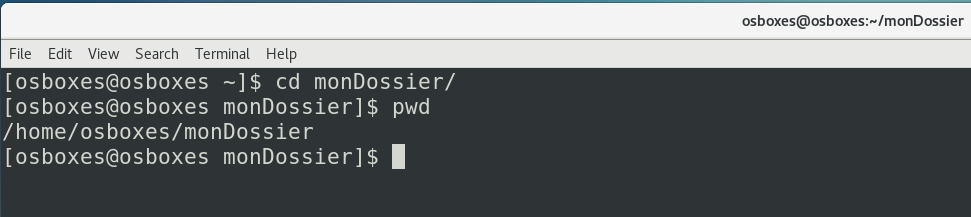 osboxes@osboxes:~/monDossier
File Edit View Search Terminal Help
[osboxes@osboxes ~]$ cd monDossier/
[osboxes@osboxes monDossier]$ pwd
/home/osboxes/monDossier
[osboxes@osboxes monDossier]$